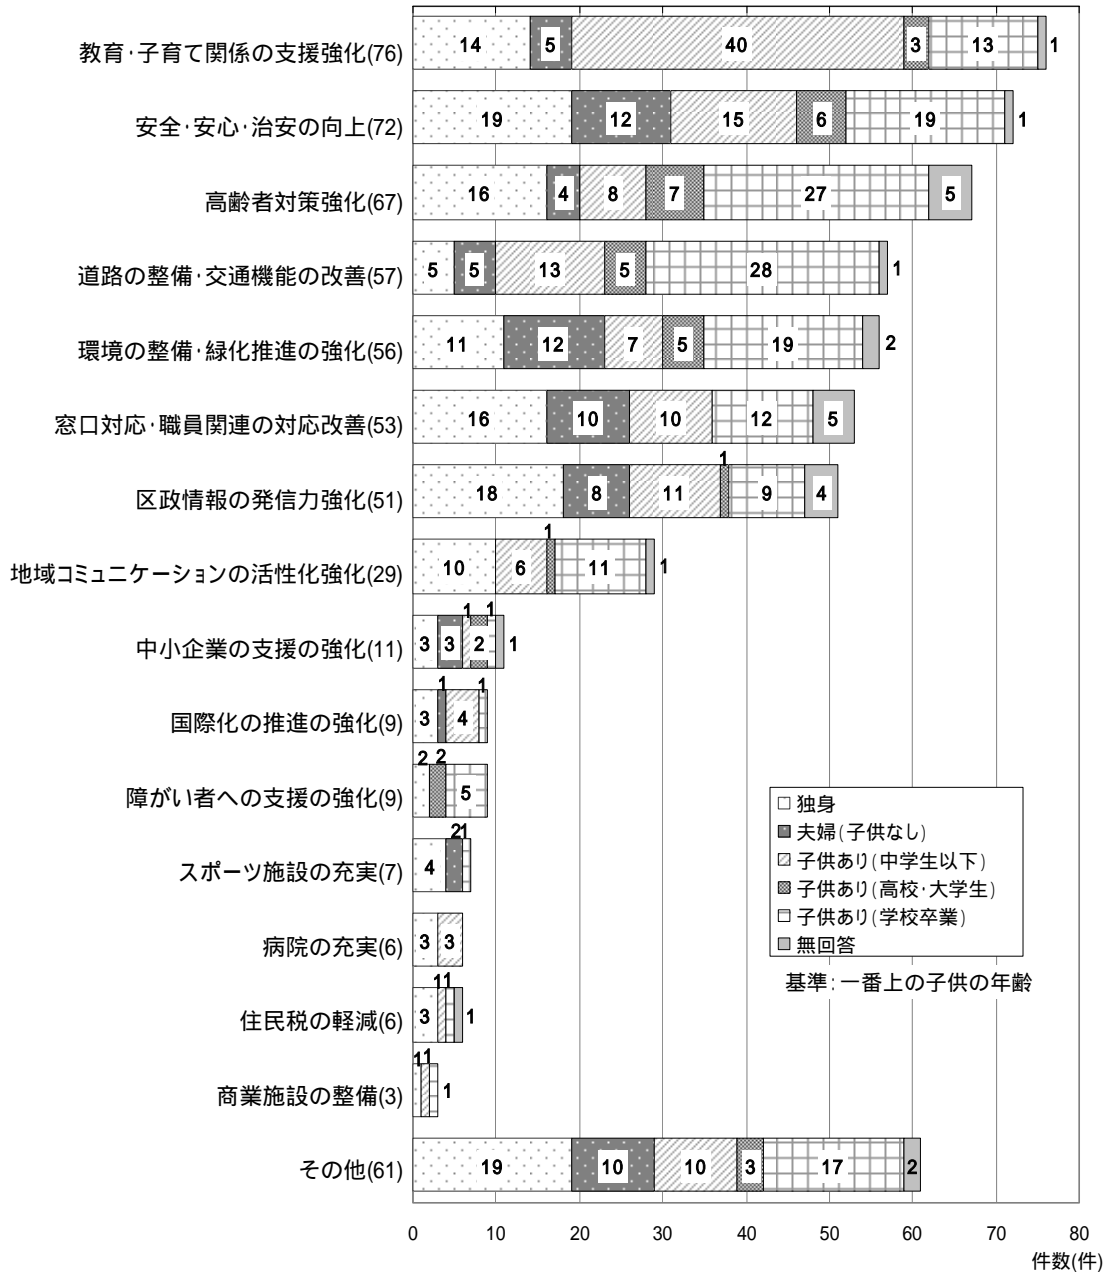 教育･子育て関係の支援強化(76)
14 5 40 3 13 1
安全･安心･治安の向上(72)
19 12 15 6 19 1
高齢者対策強化(67)
16 4 8 7 27 5
道路の整備･交通機能の改善(57)
5 5 13 5 28 1
環境の整備･緑化推進の強化(56)
11 12 7 5 19 2
窓口対応･職員関連の対応改善(53)
16 10 10 12 5
区政情報の発信力強化(51)
18 8 11 1 9 4
地域コミュニケーションの活性化強化(29)
10 6 1 11 1
中小企業の支援の強化(11)
3 3 1 2 1 1
国際化の推進の強化(9)
3 1 4 1
障がい者への支援の強化(9)
2 2 5
スポーツ施設の充実(7)
4 2 1
病院の充実(6)
3 3
住民税の軽減(6)
3 1 1 1
商業施設の整備(3)
1 1 1
その他(61)
19 10 10 3 17 2
独身
夫婦(子供なし)
子供あり(中学生以下)
子供あり(高校･大学生)
子供あり(学校卒業)
無回答
基準：一番上の子供の年齢
0 10 20 30 40 50 60 70 80
件数(件)